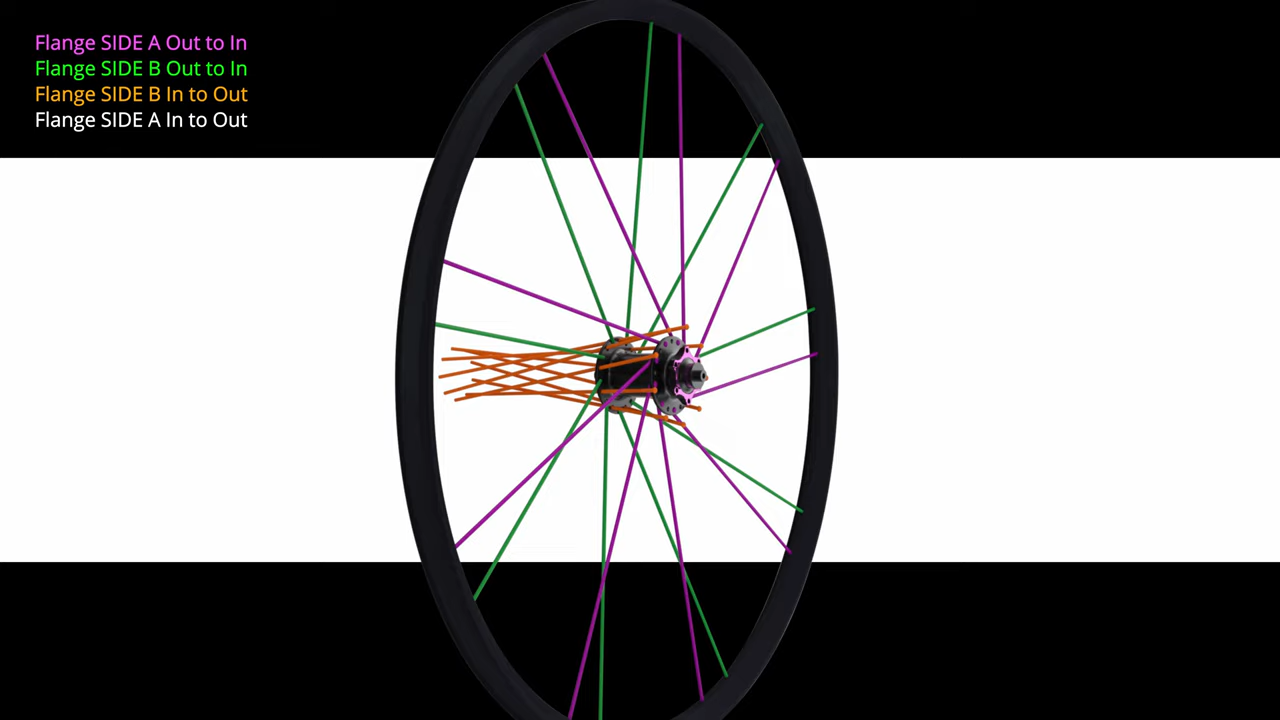 Flange SIDE A Out to In
Flange SIDE B Out to In
Flange SIDE B In to Out
Flange SIDE A In to Out